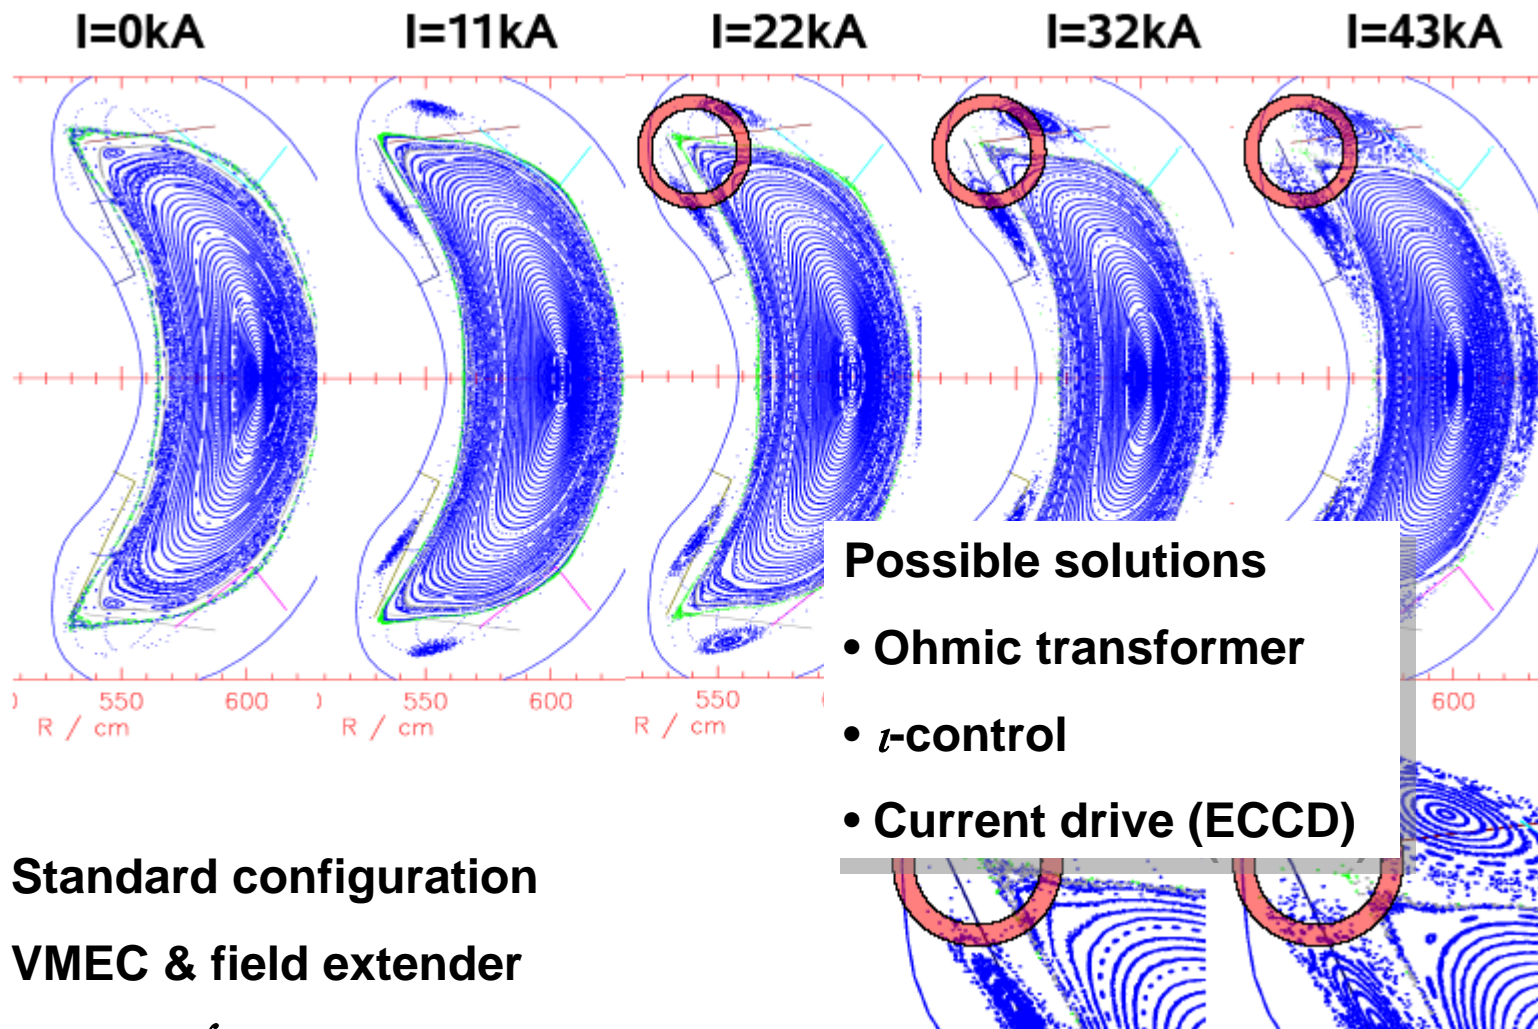 I=0kA I=11kA I=22kA I=32kA I=43kA
550 600 550 600 550 600
R / cm R / cm R / cm
Possible solutions
• Ohmic transformer
• ι-control
• Current drive (ECCD)
Standard configuration
VMEC & field extender